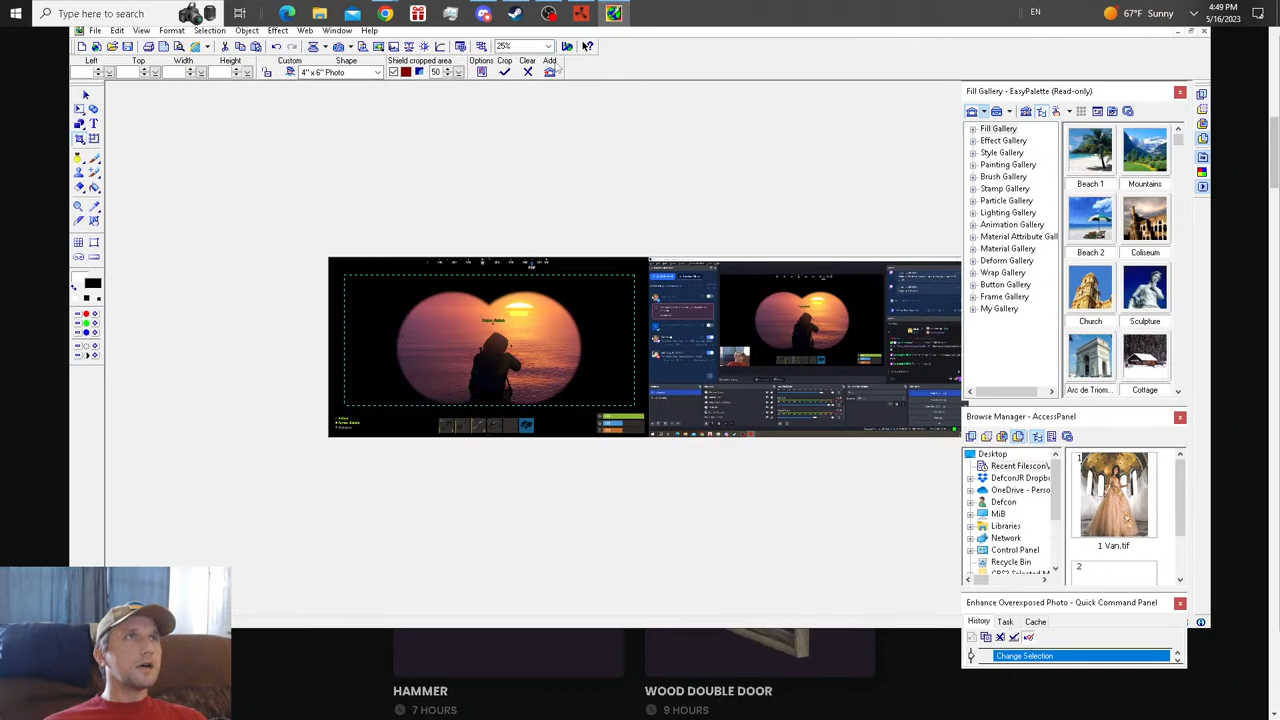 Type here to search
EN
67°F Sunny
4:49 PM
5/16/2023
File Edit View Format Selection Object Effect Web Window Help
25%
Left Top Width Height Custom Shape Shield cropped area Options Crop Clear Add
4" x 6" Photo
50
Fill Gallery - EasyPalette (Read-only)
Fill Gallery
Effect Gallery
Style Gallery
Painting Gallery
Brush Gallery
Stamp Gallery
Particle Gallery
Lighting Gallery
Animation Gallery
Material Attribute Gall
Material Gallery
Deform Gallery
Wrap Gallery
Button Gallery
Frame Gallery
My Gallery
Beach 1
Mountains
Beach 2
Coliseum
Church
Sculpture
Arc de Triom...
Cottage
Browse Manager - AccessPanel
Desktop
Recent Filescon\
DefconJR Dropbo
OneDrive - Perso
Defcon
MiB
Libraries
Network
Control Panel
Recycle Bin
1
1 Van.tif
2
Enhance Overexposed Photo - Quick Command Panel
History Task Cache
Change Selection
HAMMER
7 HOURS
WOOD DOUBLE DOOR
9 HOURS